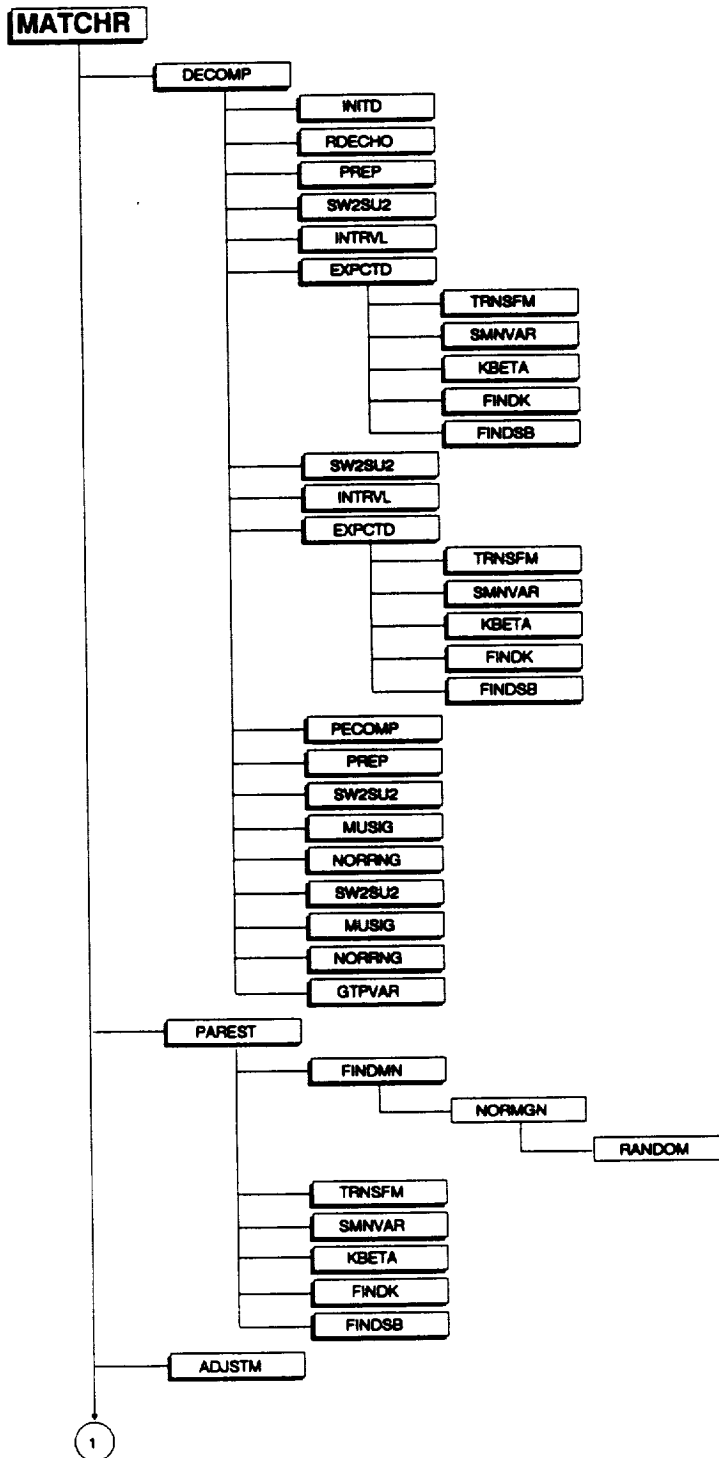 MATCHR
DECOMP
INITD
RDECHO
PREP
SW2SU2
INTRVL
EXPCTD
TRNSFM
SMNVAR
KBETA
FINDK
FINDSB
SW2SU2
INTRVL
EXPCTD
TRNSFM
SMNVAR
KBETA
FINDK
FINDSB
PECOMP
PREP
SW2SU2
MUSIG
NORRNG
SW2SU2
MUSIG
NORRNG
GTPVAR
PAREST
FINDMN
NORMGN
RANDOM
TRNSFM
SMNVAR
KBETA
FINDK
FINDSB
ADJSTM
1